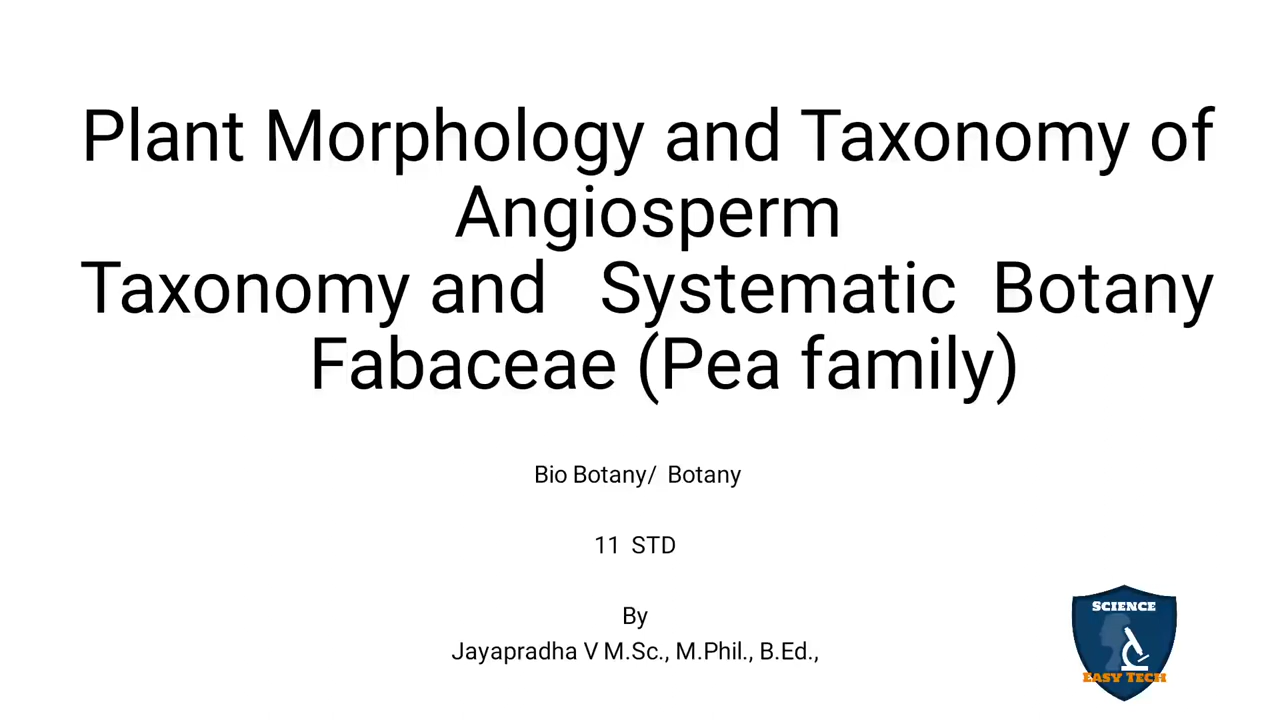 Plant Morphology and Taxonomy of
Angiosperm
Taxonomy and Systematic Botany
Fabaceae (Pea family)
Bio Botany/ Botany
11 STD
By
Jayapradha V M.Sc., M.Phil., B.Ed.,
SCIENCE
EASY TECH